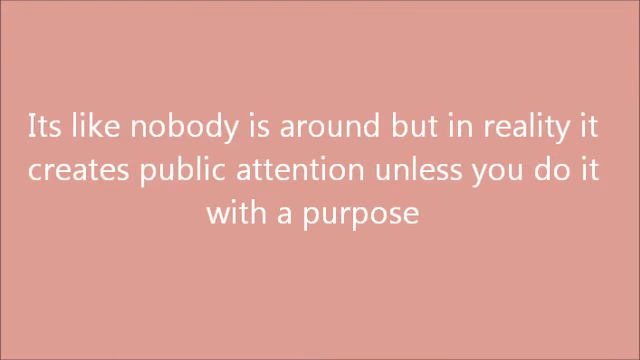 Its like nobody is around but in reality it
creates public attention unless you do it
with a purpose